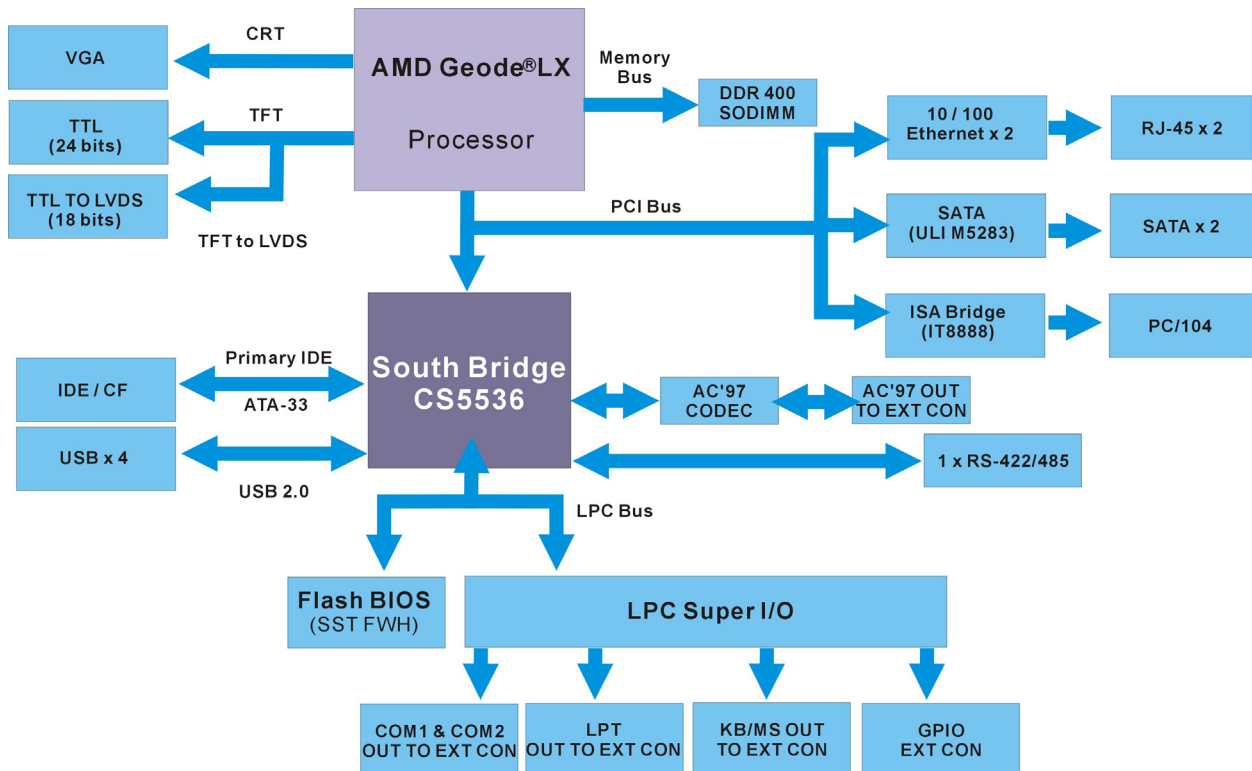 CRT
VGA
AMD Geode®LX
Processor
Memory
Bus
DDR 400
SODIMM
10 / 100
Ethernet x 2
RJ-45 x 2
TFT
TTL
(24 bits)
TTL TO LVDS
(18 bits)
TFT to LVDS
PCI Bus
SATA
(ULI M5283)
SATA x 2
ISA Bridge
(IT8888)
PC/104
South Bridge
CS5536
Primary IDE
IDE / CF
ATA-33
AC'97
CODEC
AC'97 OUT
TO EXT CON
USB x 4
USB 2.0
1 x RS-422/485
LPC Bus
Flash BIOS
(SST FWH)
LPC Super I/O
COM1 & COM2
OUT TO EXT CON
LPT
OUT TO EXT CON
KB/MS OUT
TO EXT CON
GPIO
EXT CON